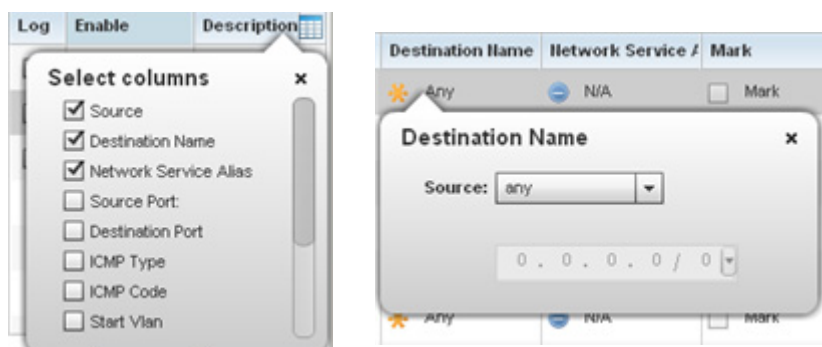 Log Enable Description
Select columns ×
Source
Destination Name
Network Service Alias
Source Port:
Destination Port
ICMP Type
ICMP Code
Start Vlan
Destination Name Network Service A Mark
Any N/A Mark
Destination Name ×
Source: any
0 . 0 . 0 . 0 / 0
Any N/A Mark